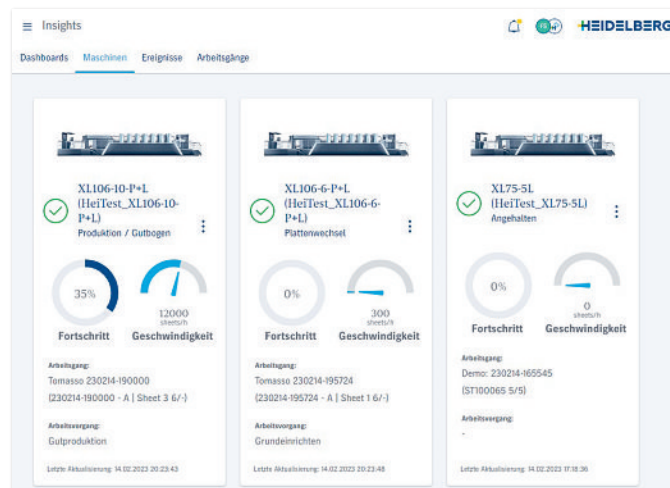 Insights
HEIDELBERG
Dashboards Maschinen Ereignisse Arbeitsgänge
XL106-10-P+L
(HeiTest_XL106-10-
P+L)
Produktion / Gutbogen
35%
12000
sheets/h
Fortschritt Geschwindigkeit
Arbeitsgang:
Tomasso 230214-190000
(230214-190000 - A | Sheet 3 6/-)
Arbeitsvorgang:
Gutproduktion
Letzte Aktualisierung: 14.02.2023 20:23:43
XL106-6-P+L
(HeiTest_XL106-6-
P+L)
Plattenwechsel
0%
300
sheets/h
Fortschritt Geschwindigkeit
Arbeitsgang:
Tomasso 230214-195724
(230214-195724 - A | Sheet 1 6/-)
Arbeitsvorgang:
Grundeinrichten
Letzte Aktualisierung: 14.02.2023 20:23:48
XL75-5L
(HeiTest_XL75-5L)
Angehalten
0%
0
sheets/h
Fortschritt Geschwindigkeit
Arbeitsgang:
Demo: 230214-165545
(ST100065 5/5)
Arbeitsvorgang:
-
Letzte Aktualisierung: 14.02.2023 17:18:36